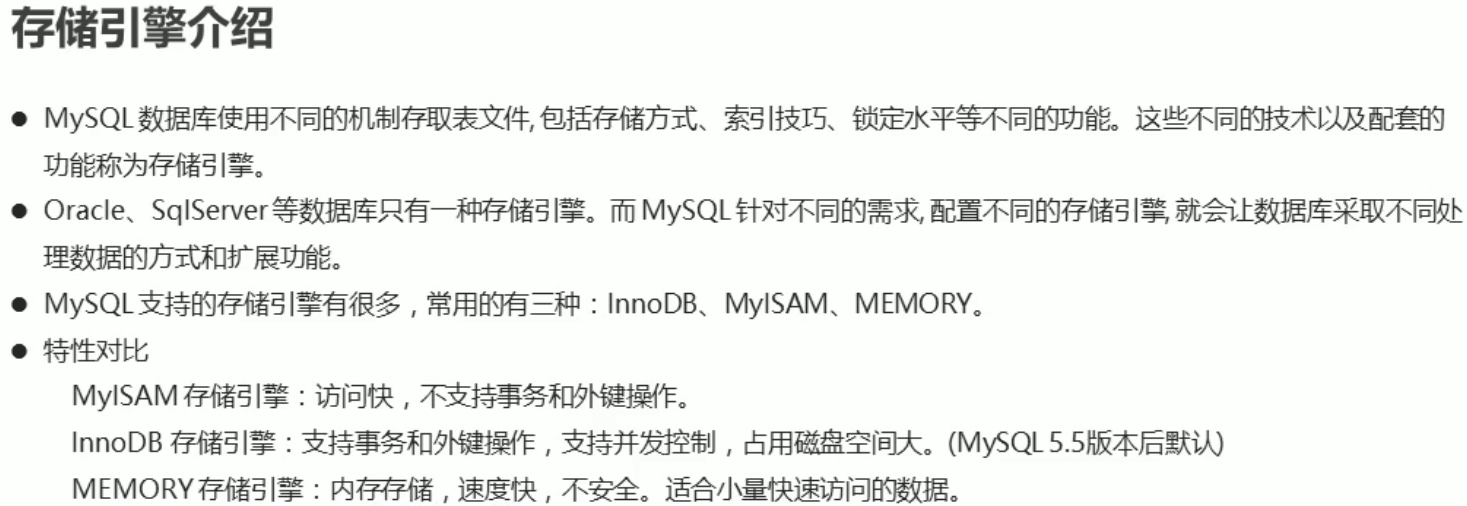 存储引擎介绍
● MySQL 数据库使用不同的机制存取表文件, 包括存储方式、索引技巧、锁定水平等不同的功能。这些不同的技术以及配套的
功能称为存储引擎。
● Oracle、SqlServer 等数据库只有一种存储引擎。而 MySQL 针对不同的需求, 配置不同的存储引擎, 就会让数据库采取不同处
理数据的方式和扩展功能。
● MySQL 支持的存储引擎有很多，常用的有三种：InnoDB、MyISAM、MEMORY。
● 特性对比
MyISAM 存储引擎：访问快，不支持事务和外键操作。
InnoDB 存储引擎：支持事务和外键操作，支持并发控制，占用磁盘空间大。(MySQL 5.5版本后默认)
MEMORY 存储引擎：内存存储，速度快，不安全。适合小量快速访问的数据。